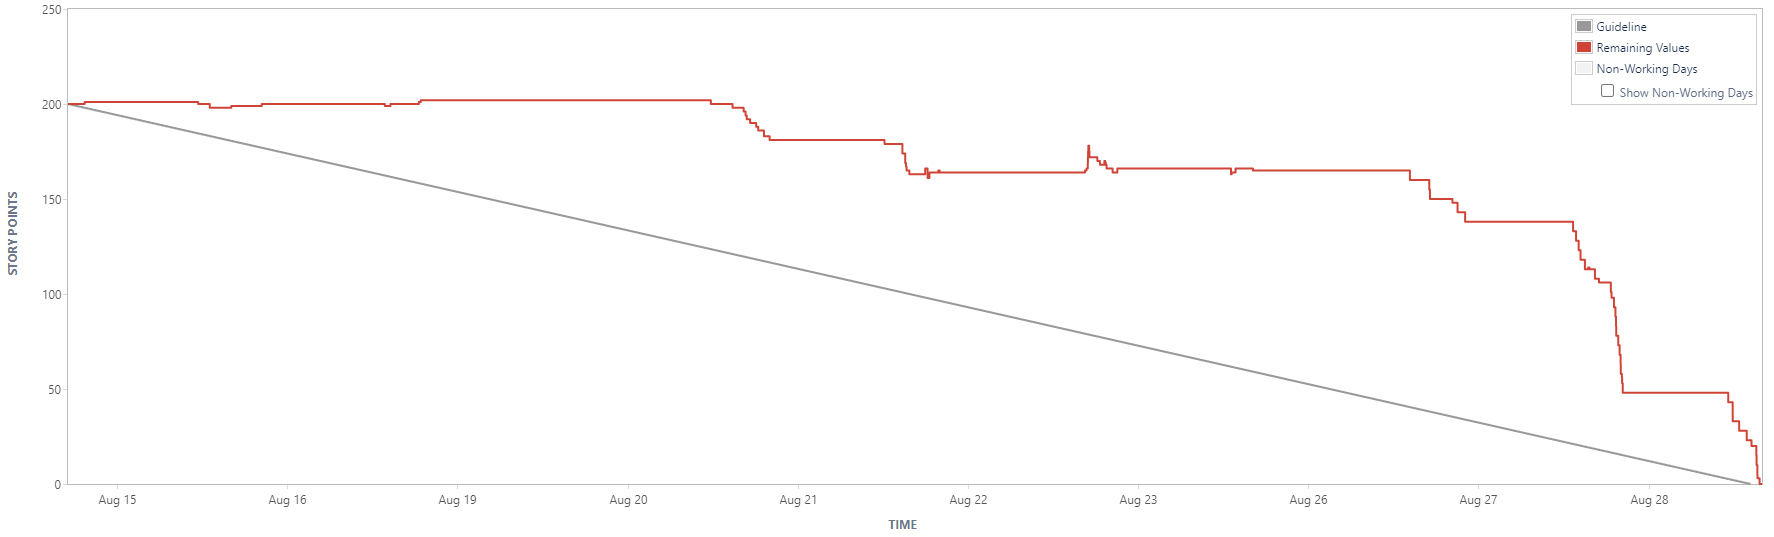 250
200
150
100
50
0
STORY POINTS
Guideline
Remaining Values
Non-Working Days
Show Non-Working Days
Aug 15 Aug 16 Aug 19 Aug 20 Aug 21 Aug 22 Aug 23 Aug 26 Aug 27 Aug 28
TIME